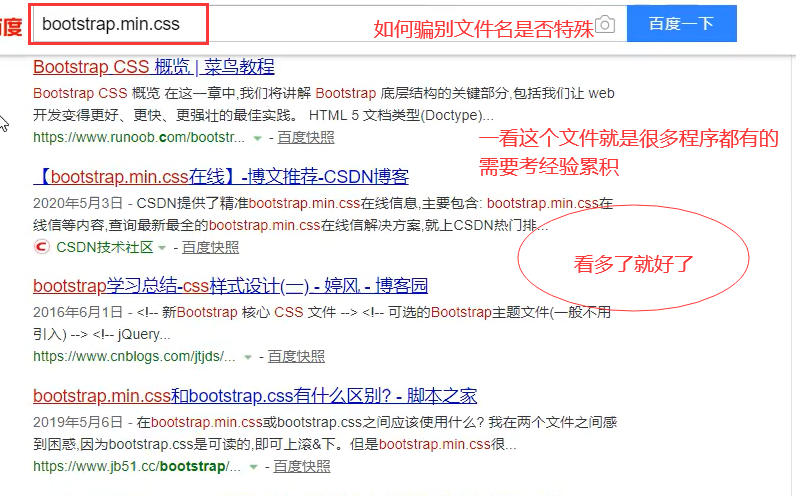 百度
bootstrap.min.css
如何骗别文件名是否特殊
百度一下
Bootstrap CSS 概览 | 菜鸟教程
Bootstrap CSS 概览 在这一章中,我们将讲解 Bootstrap 底层结构的关键部分,包括我们让 web
开发变得更好、更快、更强壮的最佳实践。 HTML 5 文档类型(Doctype)...
https://www.runoob.com/bootstr... - 百度快照
一看这个文件就是很多程序都有的
需要考经验累积
【bootstrap.min.css在线】-博文推荐-CSDN博客
2020年5月3日 - CSDN提供了精准bootstrap.min.css在线信息,主要包含: bootstrap.min.css在
线信等内容,查询最新最全的bootstrap.min.css在线信解决方案,就上CSDN热门排...
CSDN技术社区 - 百度快照
看多了就好了
bootstrap学习总结-css样式设计(一) - 婷风 - 博客园
2016年6月1日 - <!-- 新Bootstrap 核心 CSS 文件 --> <!-- 可选的Bootstrap主题文件(一般不用
引入) --> <!-- jQuery...
https://www.cnblogs.com/jtjds/... - 百度快照
bootstrap.min.css和bootstrap.css有什么区别? - 脚本之家
2019年5月6日 - 在bootstrap.min.css或bootstrap.css之间应该使用什么? 我在两个文件之间感
到困惑,因为bootstrap.css是可读的,即可上滚&下。但是bootstrap.min.css很...
https://www.jb51.cc/bootstrap/... - 百度快照